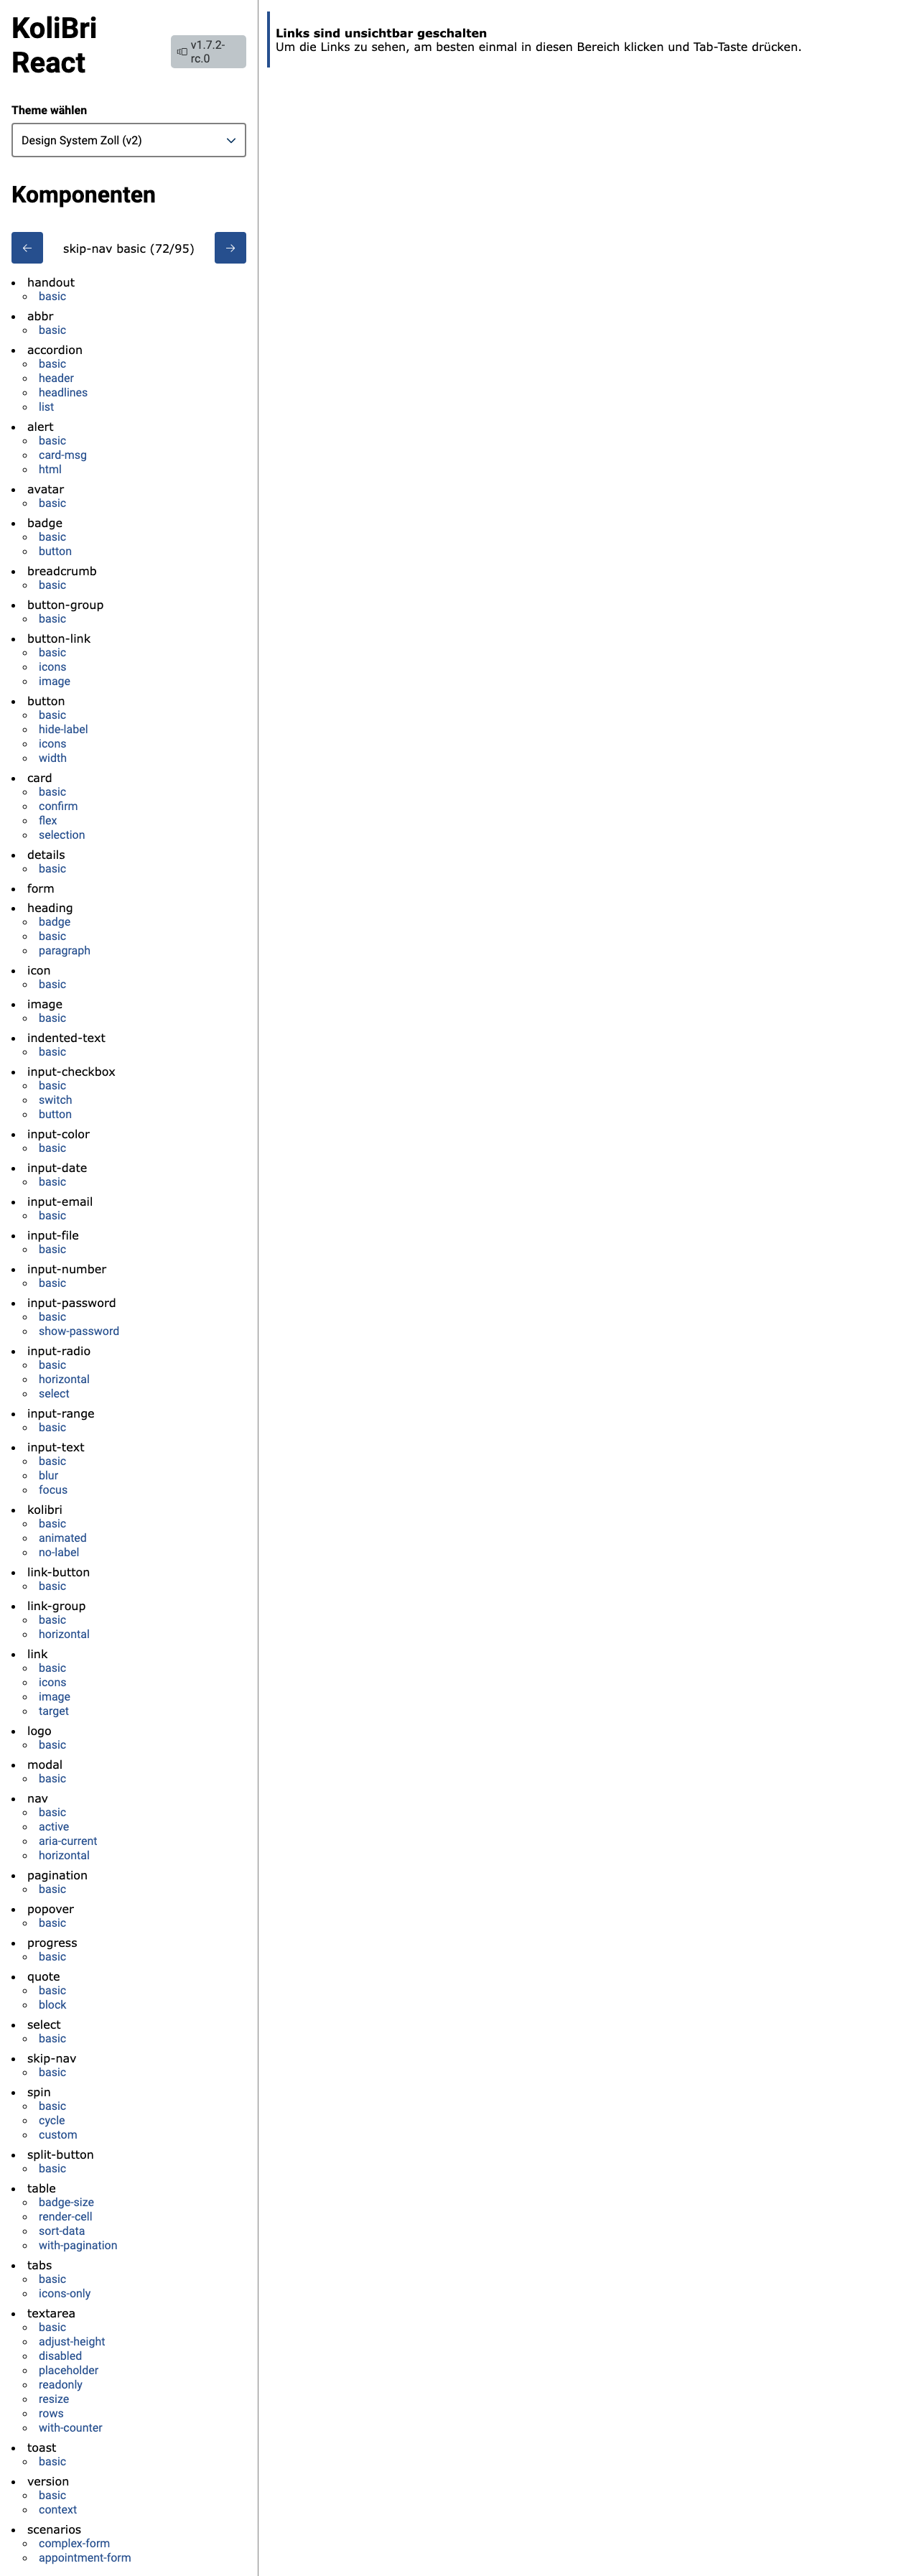 KoliBri
React
v1.7.2-
rc.0
Theme wählen
Design System Zoll (v2)
Komponenten
skip-nav basic (72/95)
handout
basic
abbr
basic
accordion
basic
header
headlines
list
alert
basic
card-msg
html
avatar
basic
badge
basic
button
breadcrumb
basic
button-group
basic
button-link
basic
icons
image
button
basic
hide-label
icons
width
card
basic
confirm
flex
selection
details
basic
form
heading
badge
basic
paragraph
icon
basic
image
basic
indented-text
basic
input-checkbox
basic
switch
button
input-color
basic
input-date
basic
input-email
basic
input-file
basic
input-number
basic
input-password
basic
show-password
input-radio
basic
horizontal
select
input-range
basic
input-text
basic
blur
focus
kolibri
basic
animated
no-label
link-button
basic
link-group
basic
horizontal
link
basic
icons
image
target
logo
basic
modal
basic
nav
basic
active
aria-current
horizontal
pagination
basic
popover
basic
progress
basic
quote
basic
block
select
basic
skip-nav
basic
spin
basic
cycle
custom
split-button
basic
table
badge-size
render-cell
sort-data
with-pagination
tabs
basic
icons-only
textarea
basic
adjust-height
disabled
placeholder
readonly
resize
rows
with-counter
toast
basic
version
basic
context
scenarios
complex-form
appointment-form
Links sind unsichtbar geschalten
Um die Links zu sehen, am besten einmal in diesen Bereich klicken und Tab-Taste drücken.